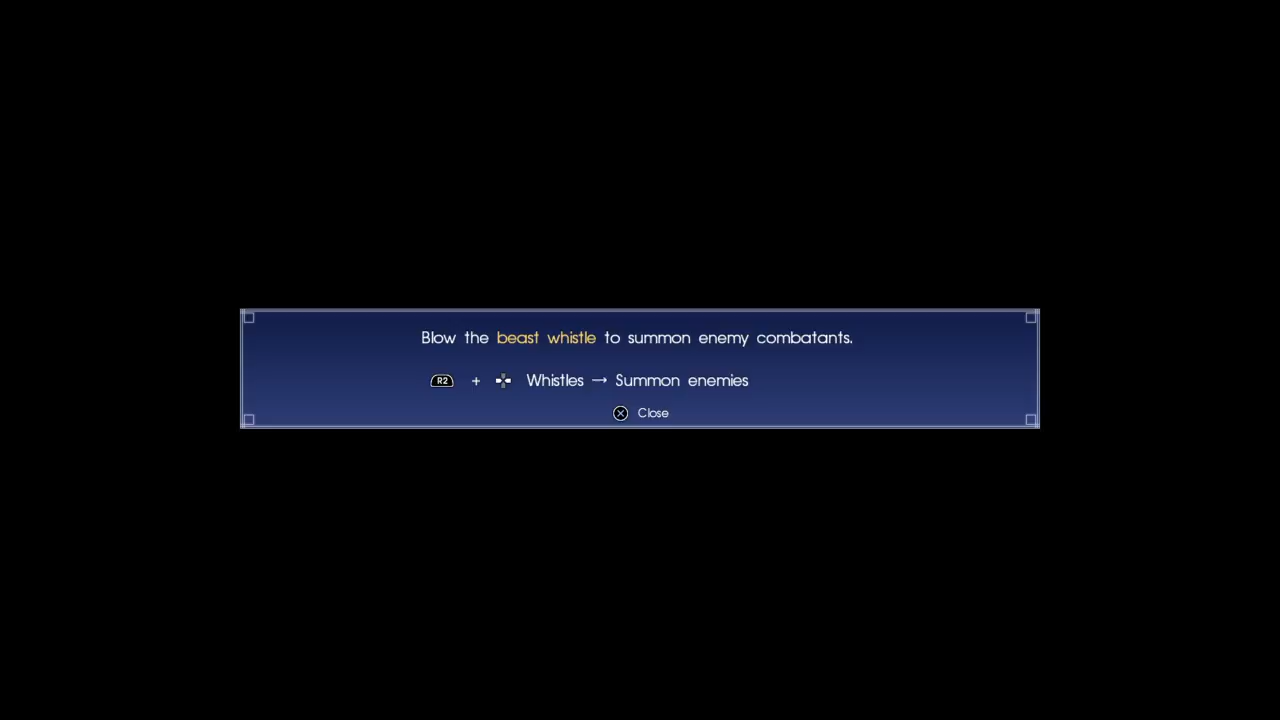 Blow the beast whistle to summon enemy combatants.
R2 + Whistles → Summon enemies
Close